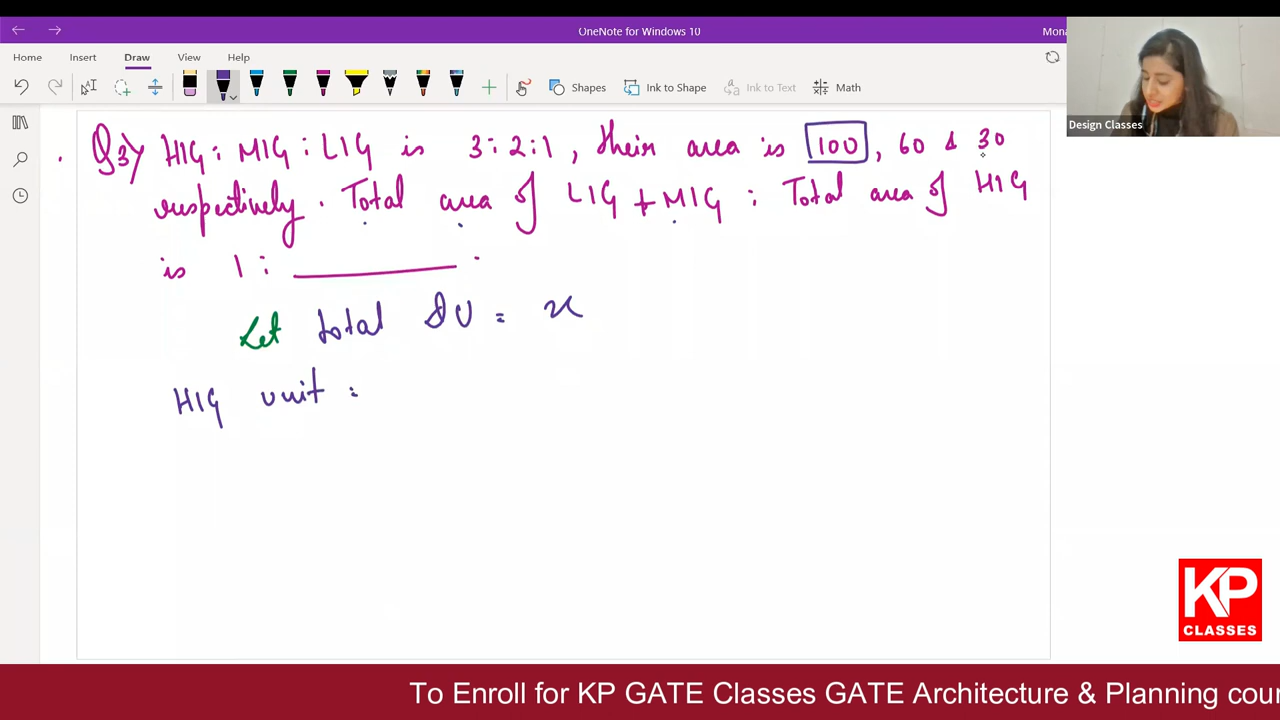 OneNote for Windows 10
Mona
Home Insert Draw View Help
Shapes Ink to Shape Ink to Text Math
Design Classes
Q3) HIG : MIG : LIG is 3:2:1, their area is 100, 60 & 30
respectively. Total area of LIG + MIG : Total area of HIG
is 1 : ________ .
Let total DU = x
HIG unit =
KP
CLASSES
To Enroll for KP GATE Classes GATE Architecture & Planning cour